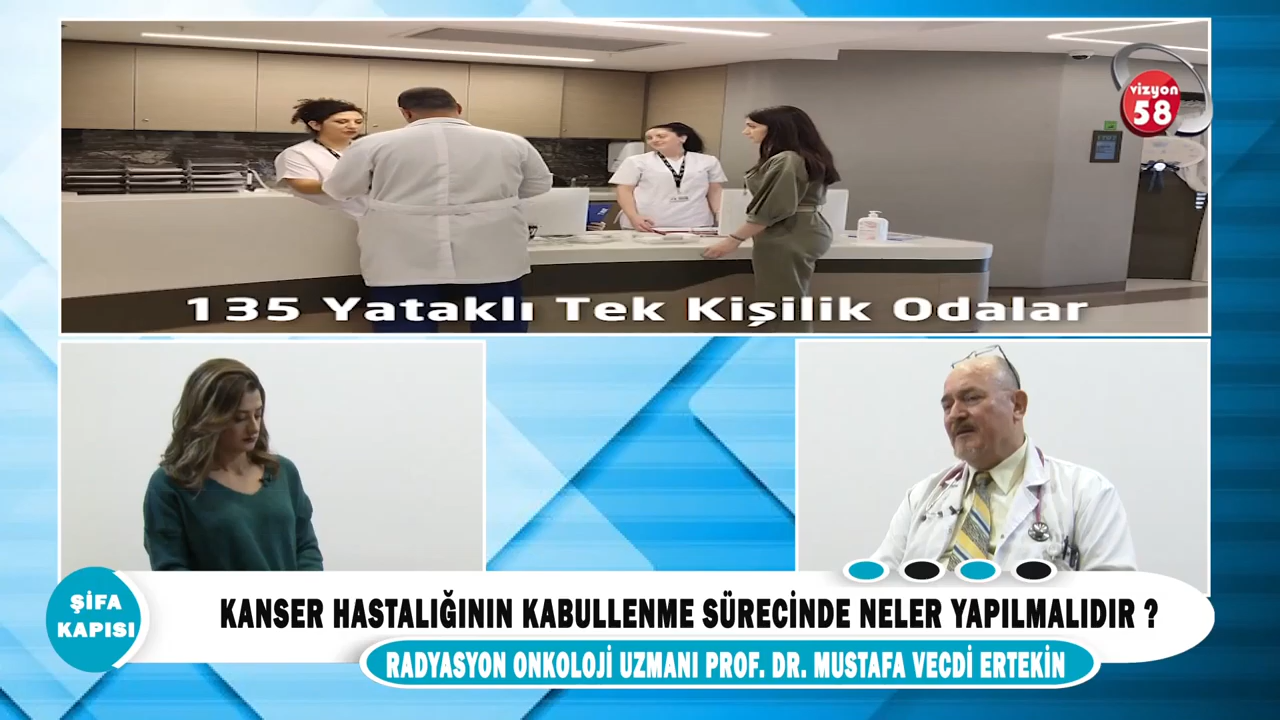 vizyon
58
135 Yataklı Tek Kişilik Odalar
ŞİFA
KAPISI
KANSER HASTALIĞININ KABULLENME SÜRECİNDE NELER YAPILMALIDIR ?
RADYASYON ONKOLOJİ UZMANI PROF. DR. MUSTAFA VECDİ ERTEKİN